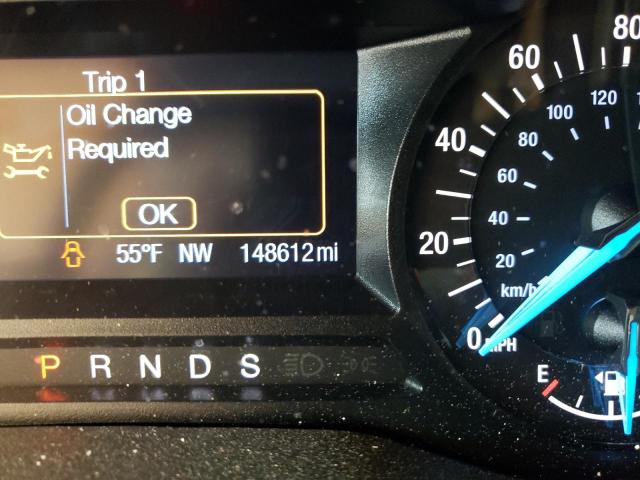 Trip 1
Oil Change
Required
OK
55°F NW 148612 mi
P R N D S
0 20 40 60 80
MPH
20 40 60 80 100 120
km/h
E